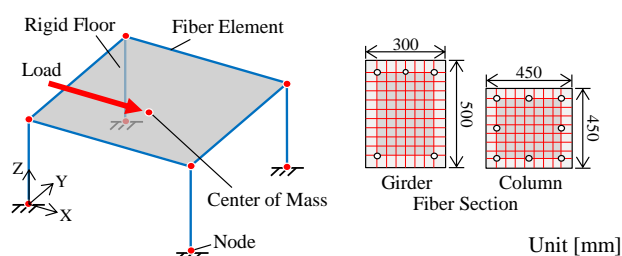 Rigid Floor
Fiber Element
Load
Z
Y
X
Center of Mass
Node
300
500
450
450
Girder
Column
Fiber Section
Unit [mm]